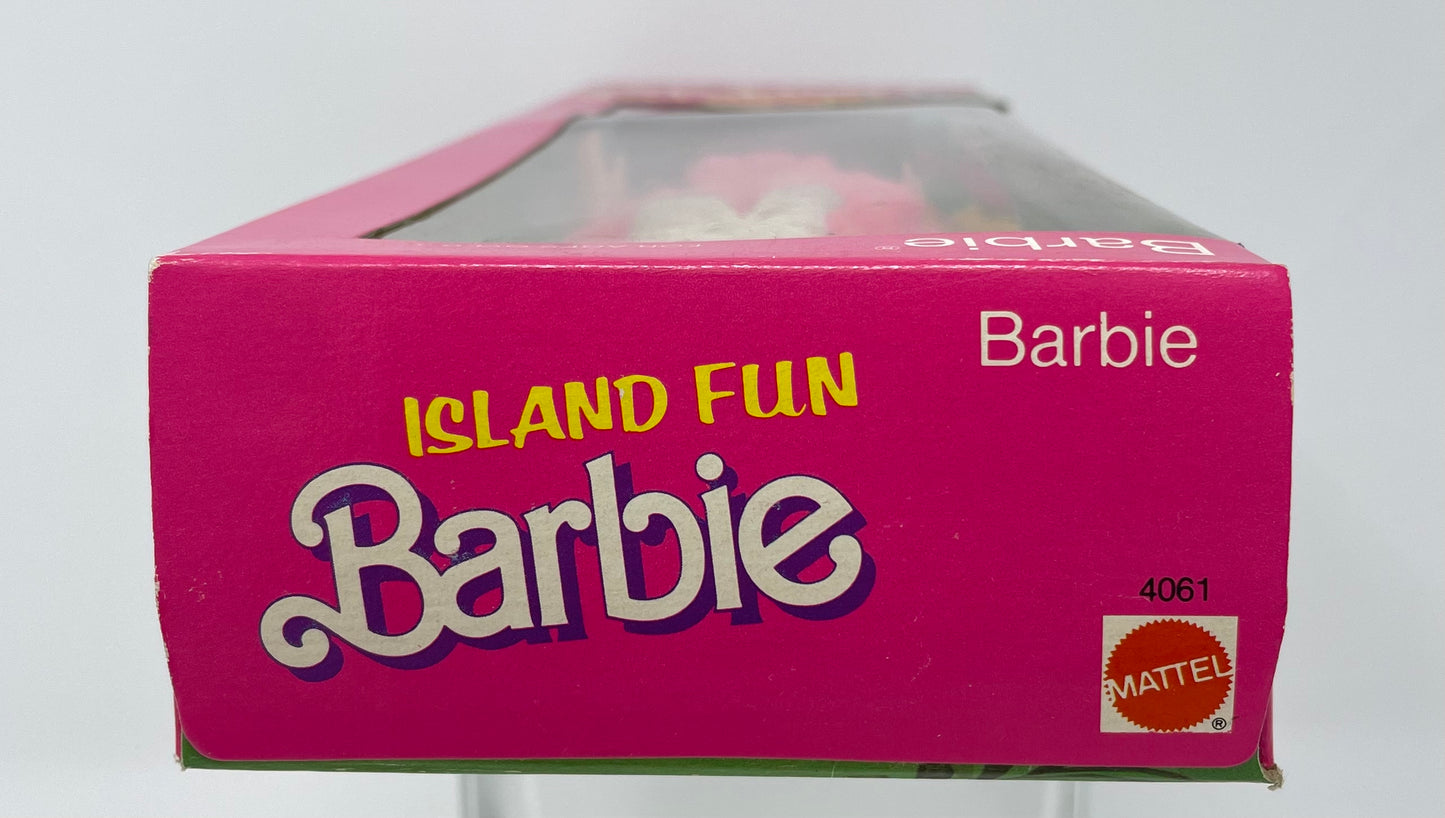 Barbie®
Barbie
ISLAND FUN
Barbie
4061
MATTEL
®